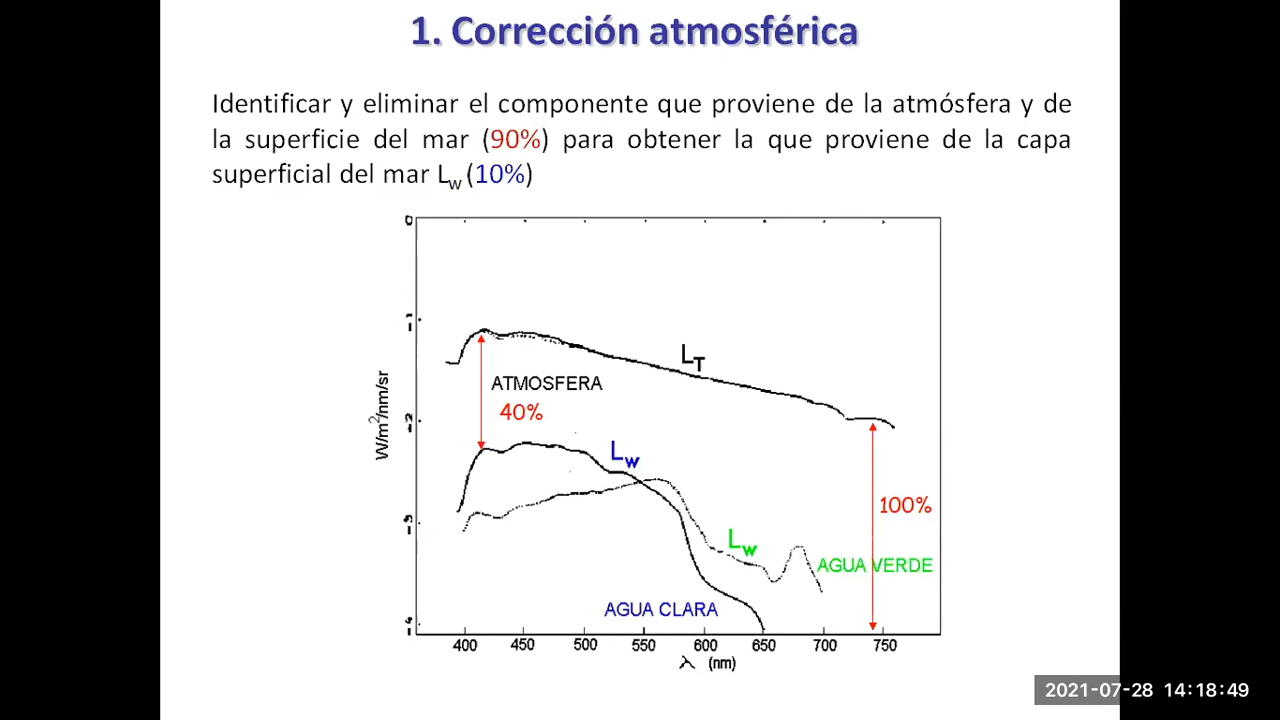 1. Corrección atmosférica
Identificar y eliminar el componente que proviene de la atmósfera y de
la superficie del mar (90%) para obtener la que proviene de la capa
superficial del mar Lw (10%)
0
-1
LT
ATMOSFERA
40%
-2
W/m2/nm/sr
Lw
100%
-3
Lw
AGUA VERDE
AGUA CLARA
-4
400 450 500 550 600 650 700 750
λ (nm)
2021-07-28 14:18:49